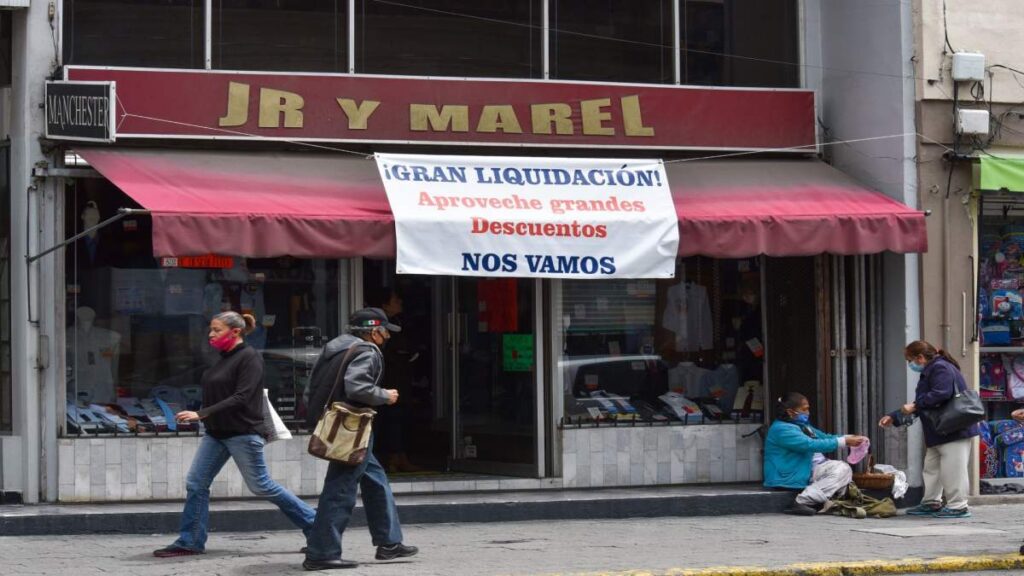 JR Y MAREL
MANCHESTER
¡GRAN LIQUIDACIÓN!
Aproveche grandes
Descuentos
NOS VAMOS